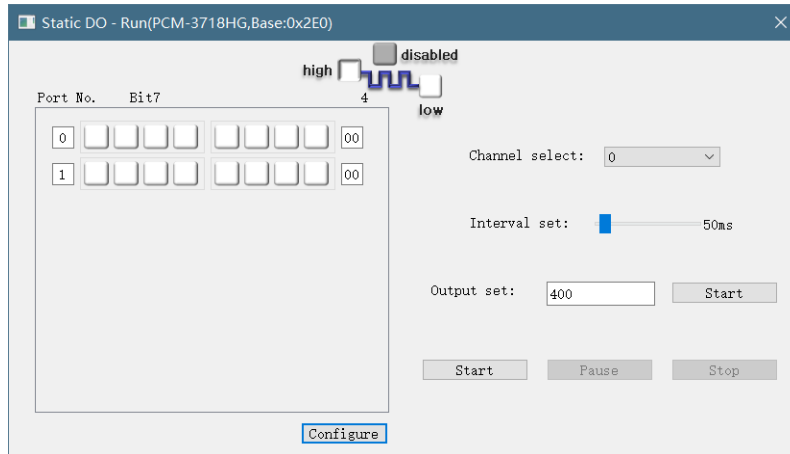 Static DO - Run(PCM-3718HG,Base:0x2E0)
disabled
high
low
Port No. Bit7 4
0 00
1 00
Channel select: 0
Interval set: 50ms
Output set: 400 Start
Start Pause Stop
Configure